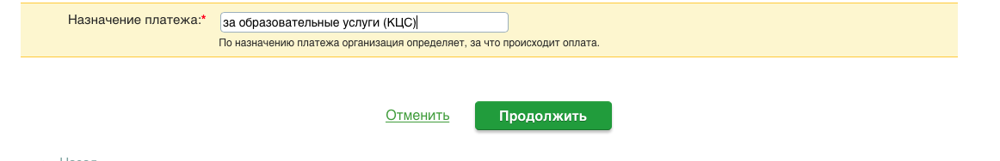 Назначение платежа:*
за образовательные услуги (КЦС)
По назначению платежа организация определяет, за что происходит оплата.
Отменить
Продолжить